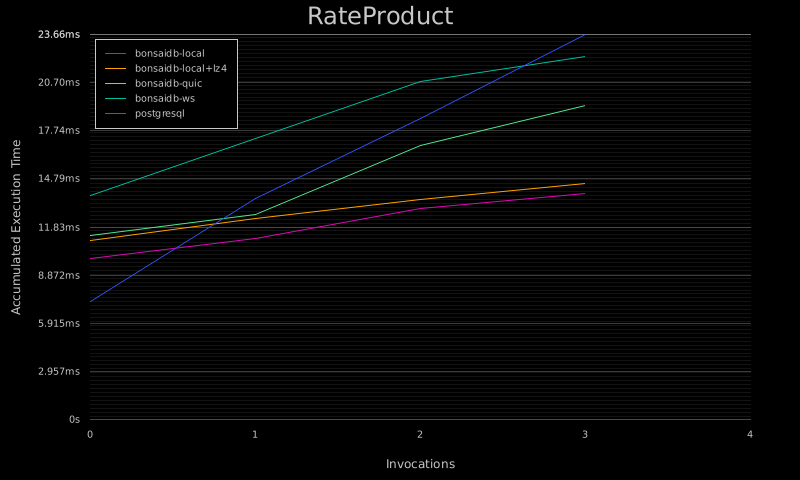 RateProduct
23.66ms
20.70ms
17.74ms
14.79ms
11.83ms
8.872ms
5.915ms
2.957ms
0s
bonsaidb-local
bonsaidb-local+lz4
bonsaidb-quic
bonsaidb-ws
postgresql
Accumulated Execution Time
0 1 2 3 4
Invocations